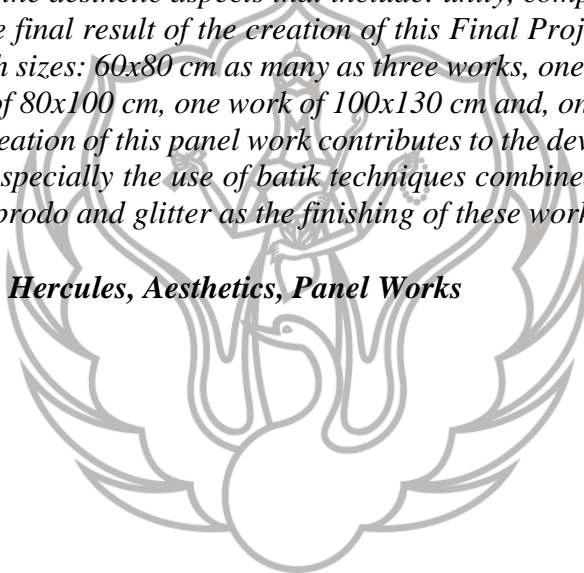 the aesthetic aspects that include: unity, comp
e final result of the creation of this Final Proj
h sizes: 60x80 cm as many as three works, one
of 80x100 cm, one work of 100x130 cm and, on
eation of this panel work contributes to the dev
specially the use of batik techniques combine
prodo and glitter as the finishing of these work
Hercules, Aesthetics, Panel Works